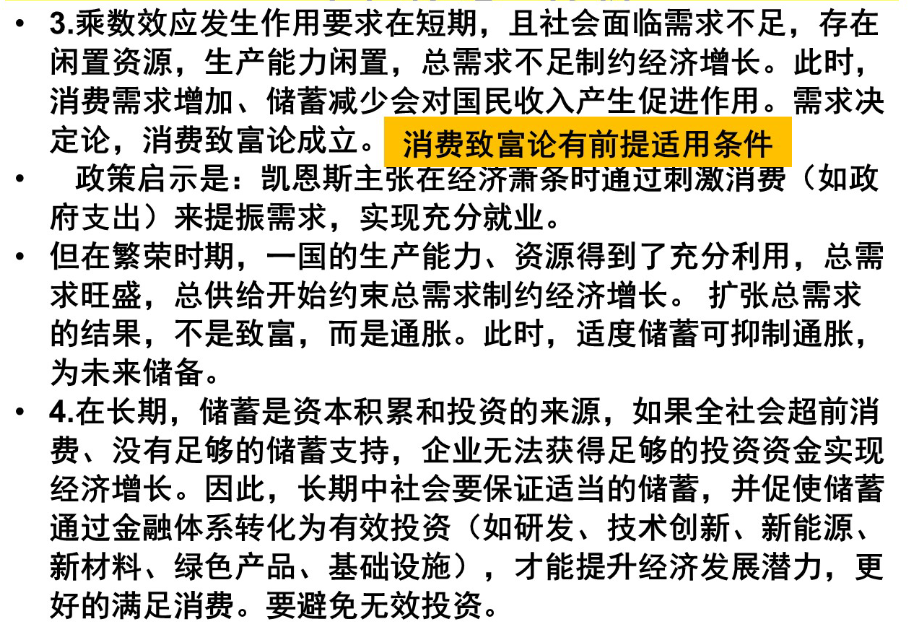 • 3.乘数效应发生作用要求在短期，且社会面临需求不足，存在
闲置资源，生产能力闲置，总需求不足制约经济增长。此时，
消费需求增加、储蓄减少会对国民收入产生促进作用。需求决
定论，消费致富论成立。 消费致富论有前提适用条件
• 政策启示是：凯恩斯主张在经济萧条时通过刺激消费（如政
府支出）来提振需求，实现充分就业。
• 但在繁荣时期，一国的生产能力、资源得到了充分利用，总需
求旺盛，总供给开始约束总需求制约经济增长。 扩张总需求
的结果，不是致富，而是通胀。此时，适度储蓄可抑制通胀，
为未来储备。
• 4.在长期，储蓄是资本积累和投资的来源，如果全社会超前消
费、没有足够的储蓄支持，企业无法获得足够的投资资金实现
经济增长。因此，长期中社会要保证适当的储蓄，并促使储蓄
通过金融体系转化为有效投资（如研发、技术创新、新能源、
新材料、绿色产品、基础设施），才能提升经济发展潜力，更
好的满足消费。要避免无效投资。